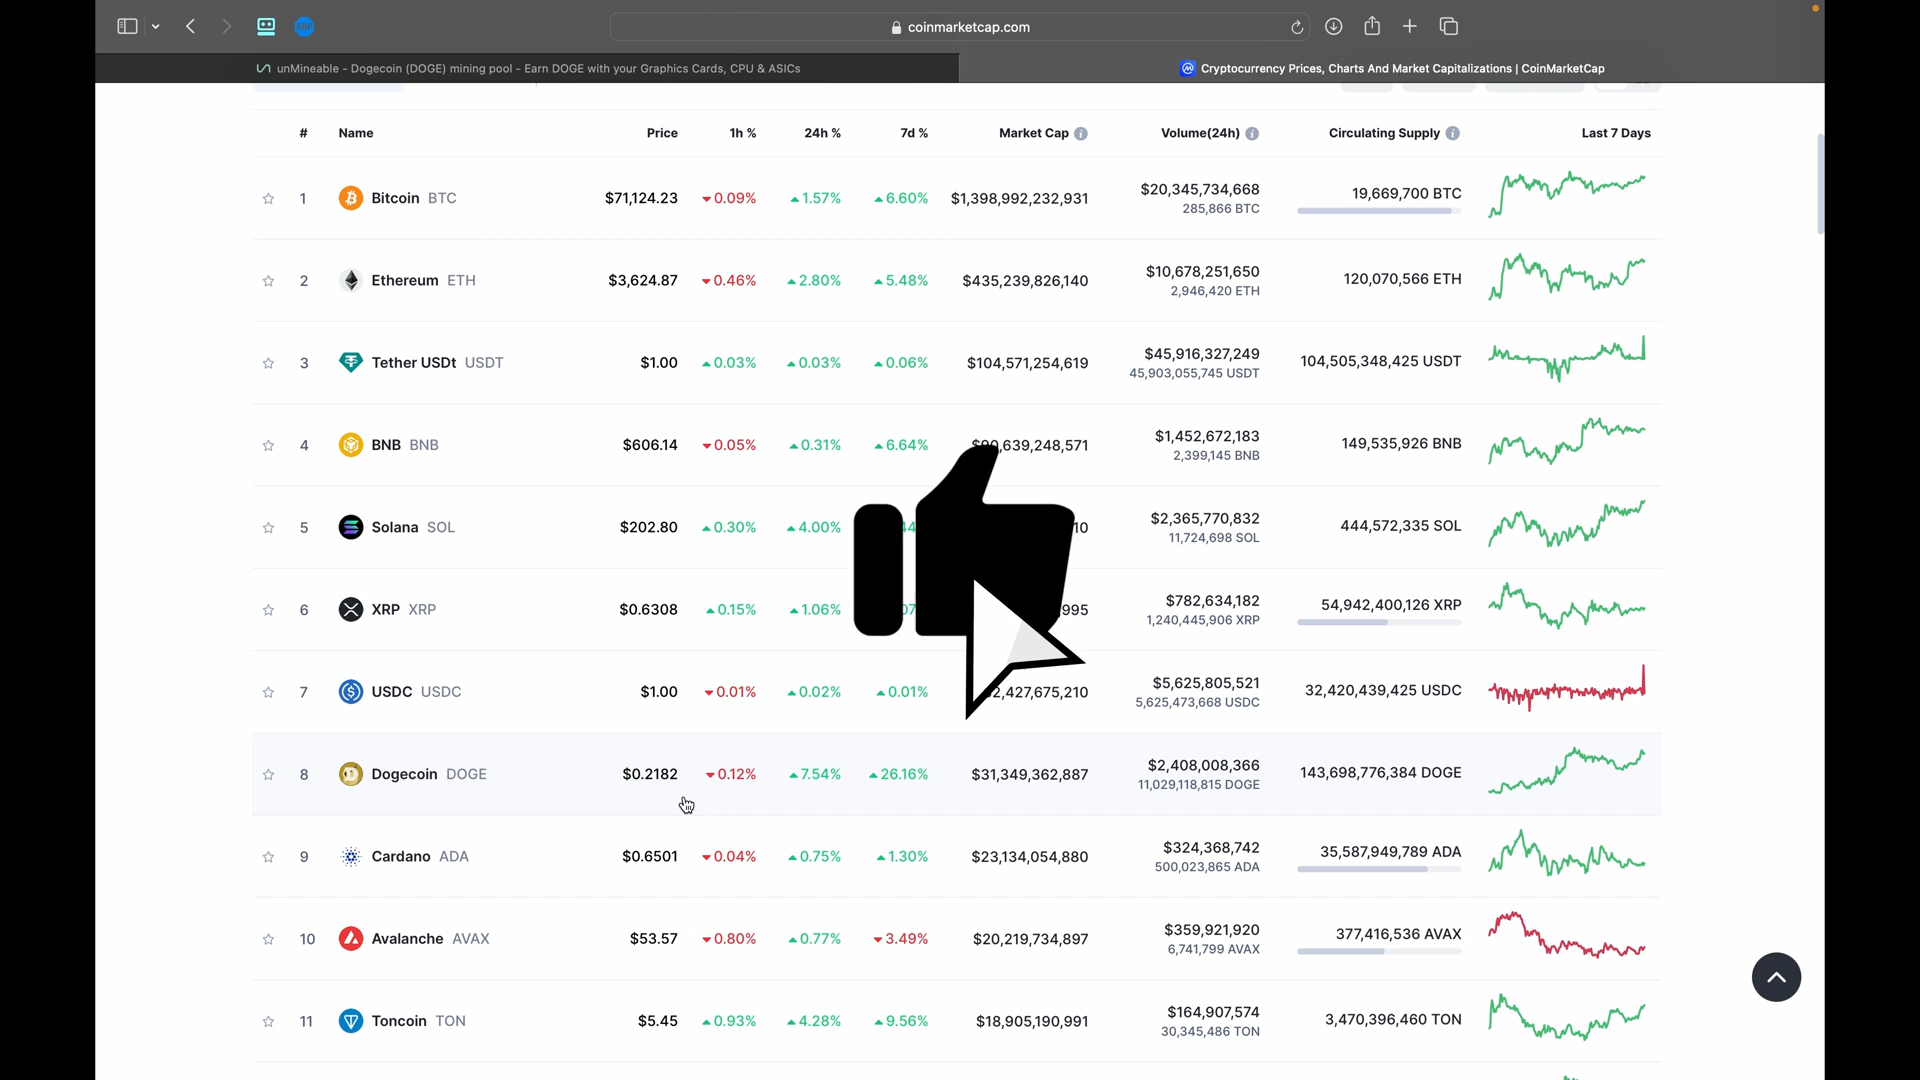 coinmarketcap.com
unMineable - Dogecoin (DOGE) mining pool - Earn DOGE with your Graphics Cards, CPU & ASICs
Cryptocurrency Prices, Charts And Market Capitalizations | CoinMarketCap
# Name Price 1h % 24h % 7d % Market Cap Volume(24h) Circulating Supply Last 7 Days
1 Bitcoin BTC $71,124.23 0.09% 1.57% 6.60% $1,398,992,232,931 $20,345,734,668 19,669,700 BTC
285,866 BTC
2 Ethereum ETH $3,624.87 0.46% 2.80% 5.48% $435,239,826,140 $10,678,251,650 120,070,566 ETH
2,946,420 ETH
3 Tether USDt USDT $1.00 0.03% 0.03% 0.06% $104,571,254,619 $45,916,327,249 104,505,348,425 USDT
45,903,055,745 USDT
4 BNB BNB $606.14 0.05% 0.31% 6.64% $90,639,248,571 $1,452,672,183 149,535,926 BNB
2,399,145 BNB
5 Solana SOL $202.80 0.30% 4.00% $2,365,770,832 444,572,335 SOL
11,724,698 SOL
6 XRP XRP $0.6308 0.15% 1.06% $782,634,182 54,942,400,126 XRP
1,240,445,906 XRP
7 USDC USDC $1.00 0.01% 0.02% 0.01% $5,625,805,521 32,420,439,425 USDC
5,625,473,668 USDC
8 Dogecoin DOGE $0.2182 0.12% 7.54% 26.16% $31,349,362,887 $2,408,008,366 143,698,776,384 DOGE
11,029,118,815 DOGE
9 Cardano ADA $0.6501 0.04% 0.75% 1.30% $23,134,054,880 $324,368,742 35,587,949,789 ADA
500,023,865 ADA
10 Avalanche AVAX $53.57 0.80% 0.77% 3.49% $20,219,734,897 $359,921,920 377,416,536 AVAX
6,741,799 AVAX
11 Toncoin TON $5.45 0.93% 4.28% 9.56% $18,905,190,991 $164,907,574 3,470,396,460 TON
30,345,486 TON